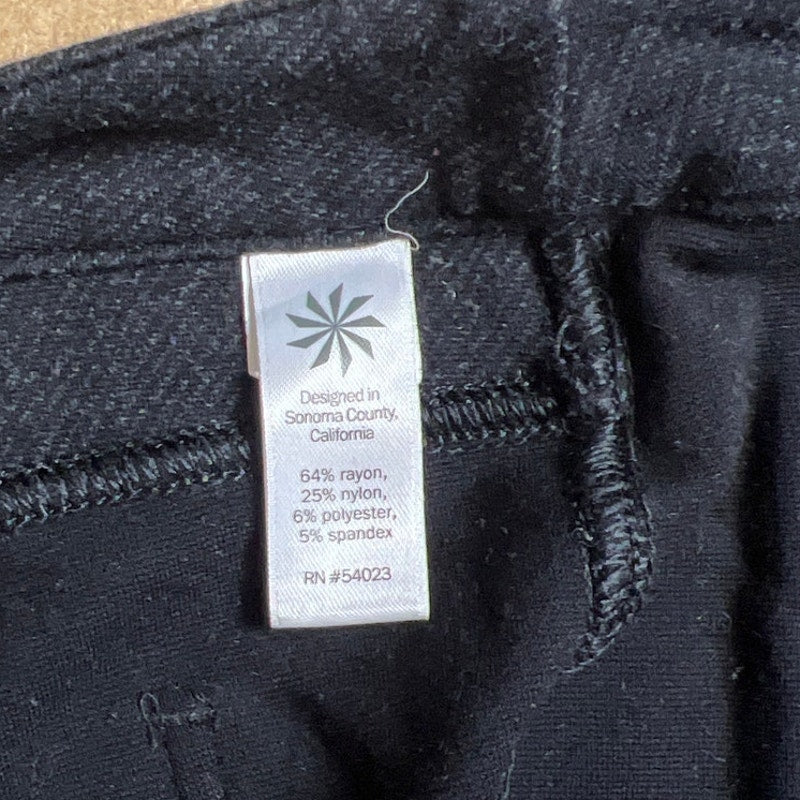 Designed in
Sonoma County,
California
64% rayon,
25% nylon,
6% polyester,
5% spandex
RN #54023